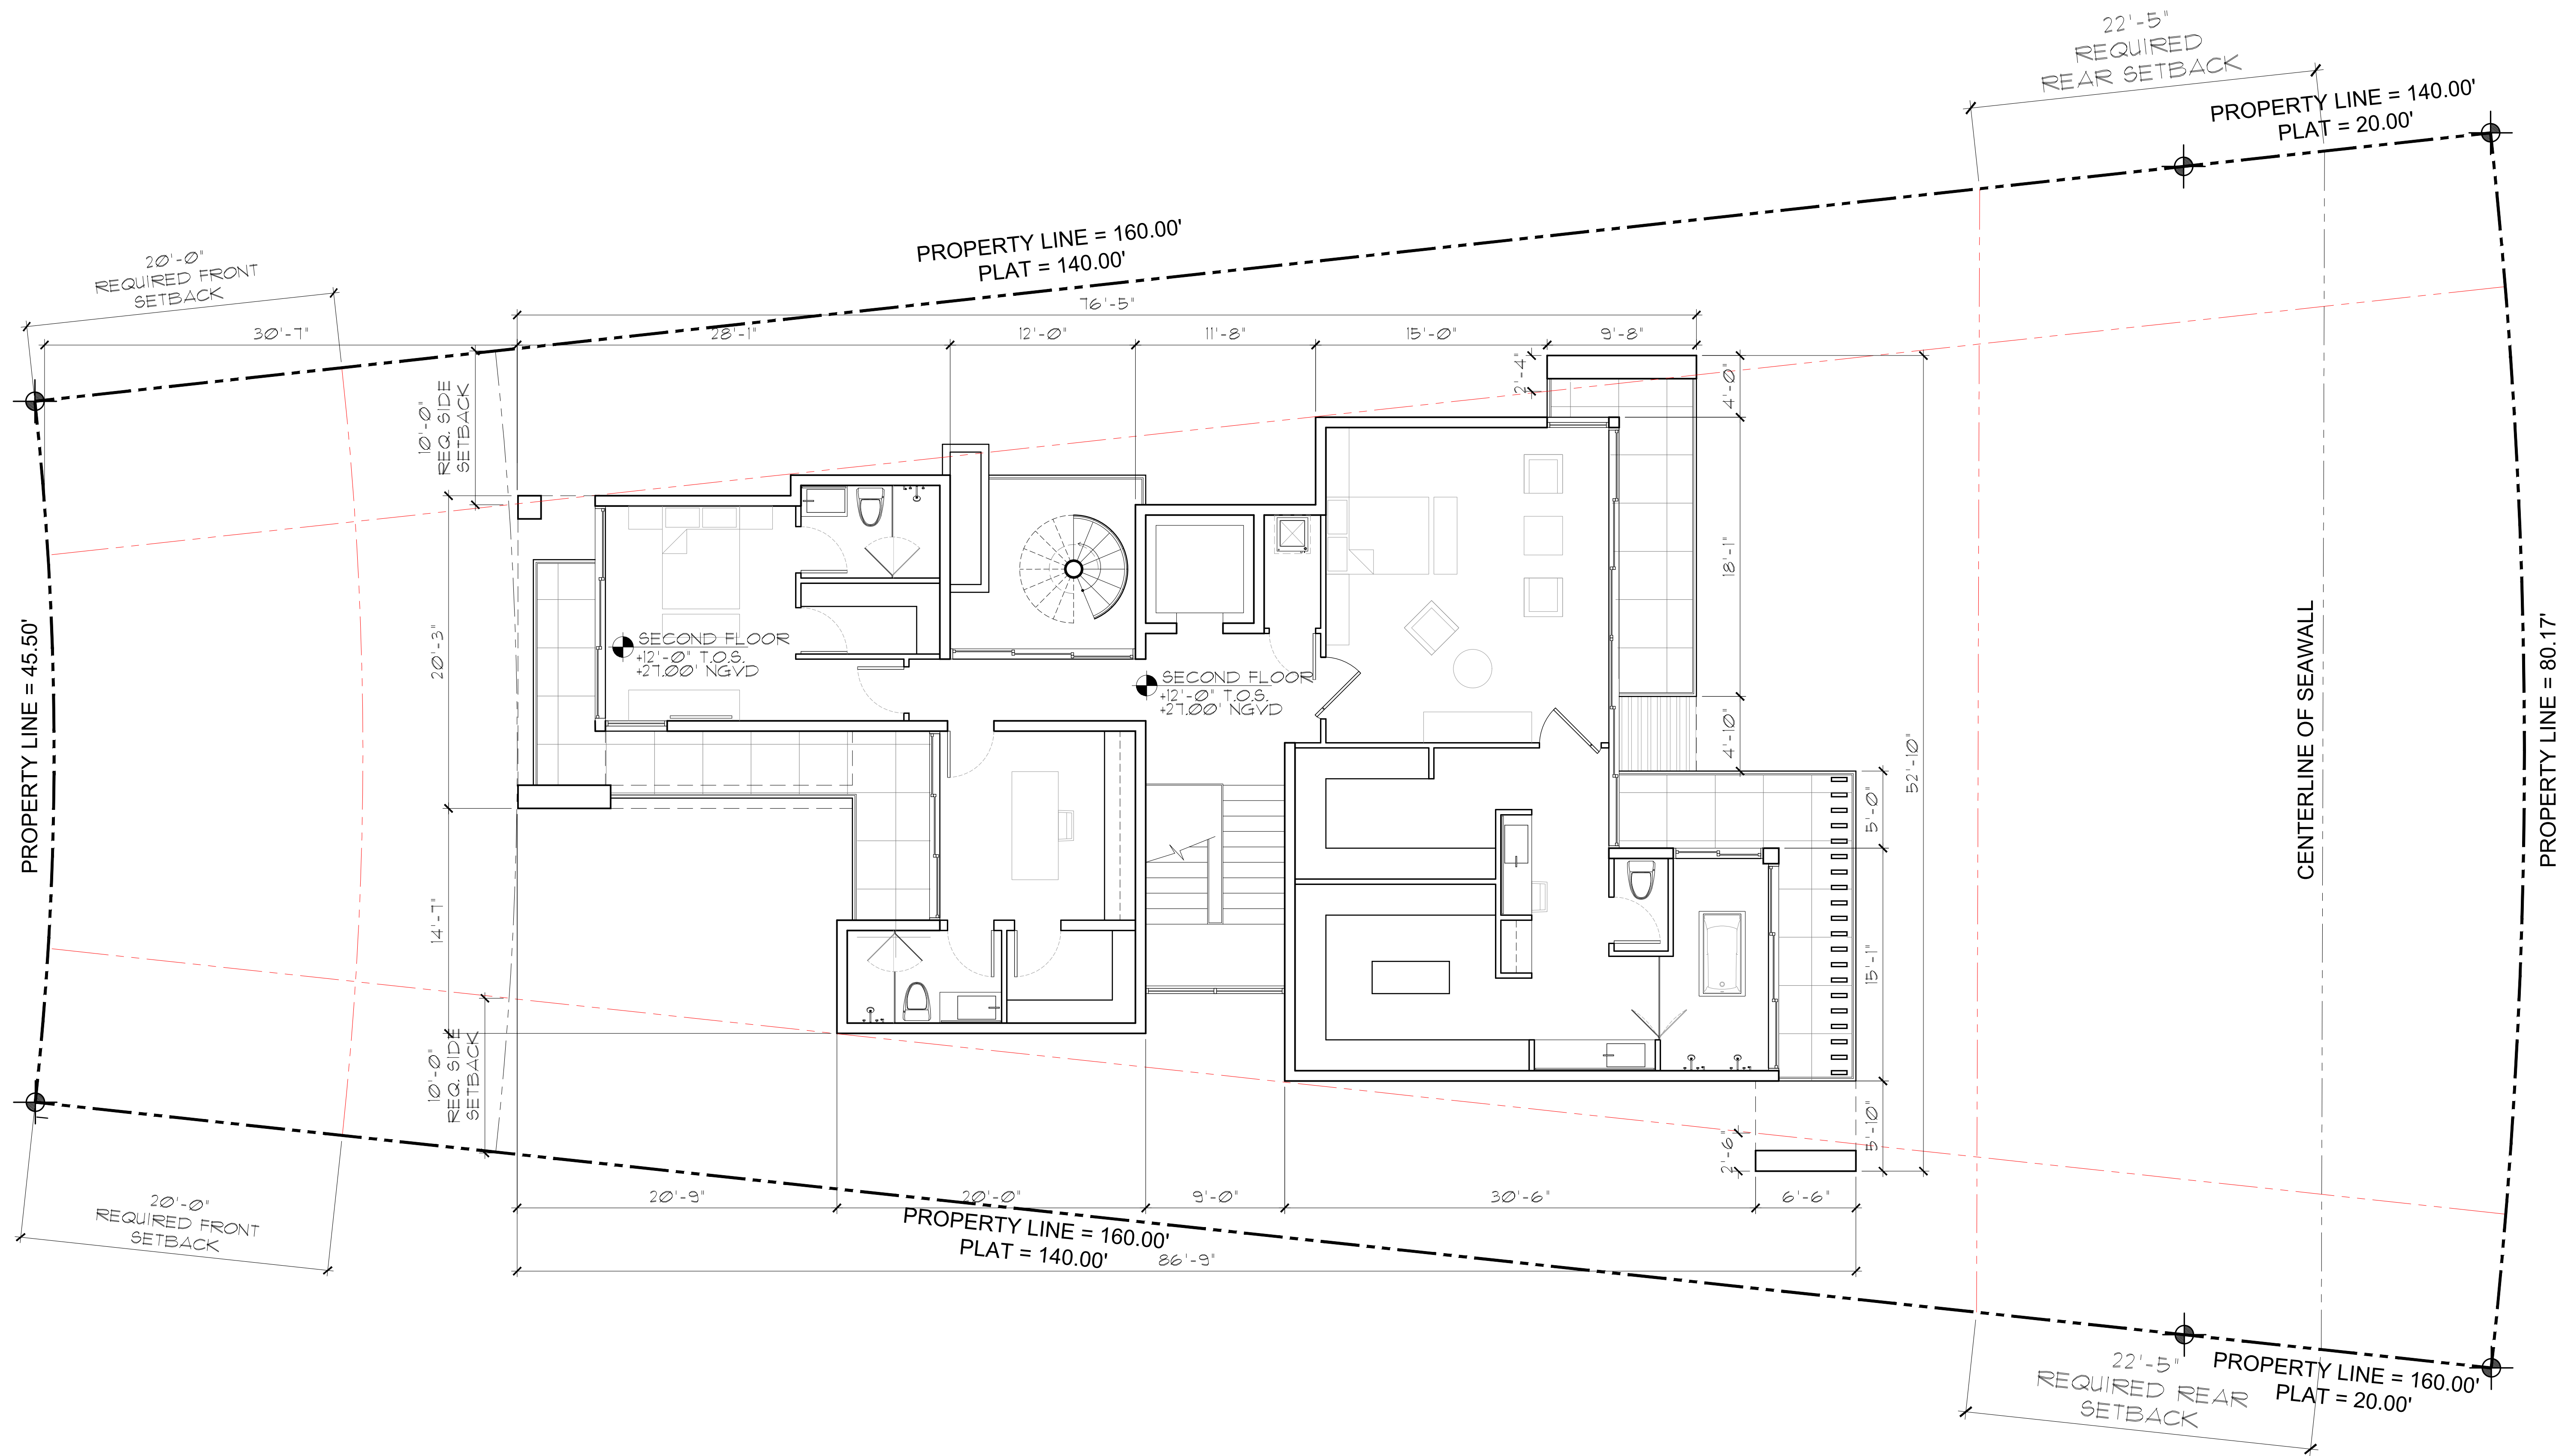 22'-5"
REQUIRED
REAR SETBACK
PROPERTY LINE = 140.00'
PLAT = 20.00'
PROPERTY LINE = 160.00'
PLAT = 140.00'
20'-0"
REQUIRED FRONT
SETBACK
76'-5"
30'-7"
28'-1"
12'-0"
11'-8"
15'-0"
9'-8"
2'-4"
4'-0"
10'-0"
REQ. SIDE
SETBACK
18'-1"
20'-3"
SECOND FLOOR
+12'-0" T.O.S.
+27.00' NGVD
SECOND FLOOR
+12'-0" T.O.S.
+27.00' NGVD
PROPERTY LINE = 45.50'
CENTERLINE OF SEAWALL
PROPERTY LINE = 80.17'
4'-10"
52'-10"
5'-0"
14'-7"
15'-1"
10'-0"
REQ. SIDE
SETBACK
5'-10"
2'-6"
20'-9"
20'-0"
9'-0"
30'-6"
6'-6"
20'-0"
REQUIRED FRONT
SETBACK
PROPERTY LINE = 160.00'
PLAT = 140.00'
86'-9"
22'-5"
REQUIRED REAR
SETBACK
PROPERTY LINE = 160.00'
PLAT = 20.00'